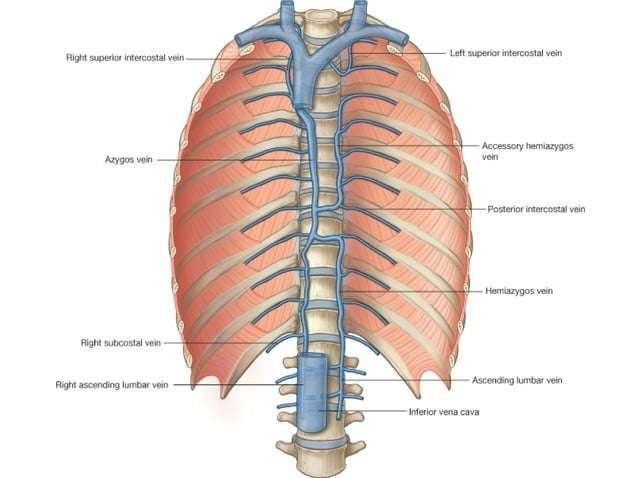 Right superior intercostal vein
Left superior intercostal vein
Azygos vein
Accessory hemiazygos
vein
Posterior intercostal vein
Hemiazygos vein
Right subcostal vein
Right ascending lumbar vein
Ascending lumbar vein
Inferior vena cava